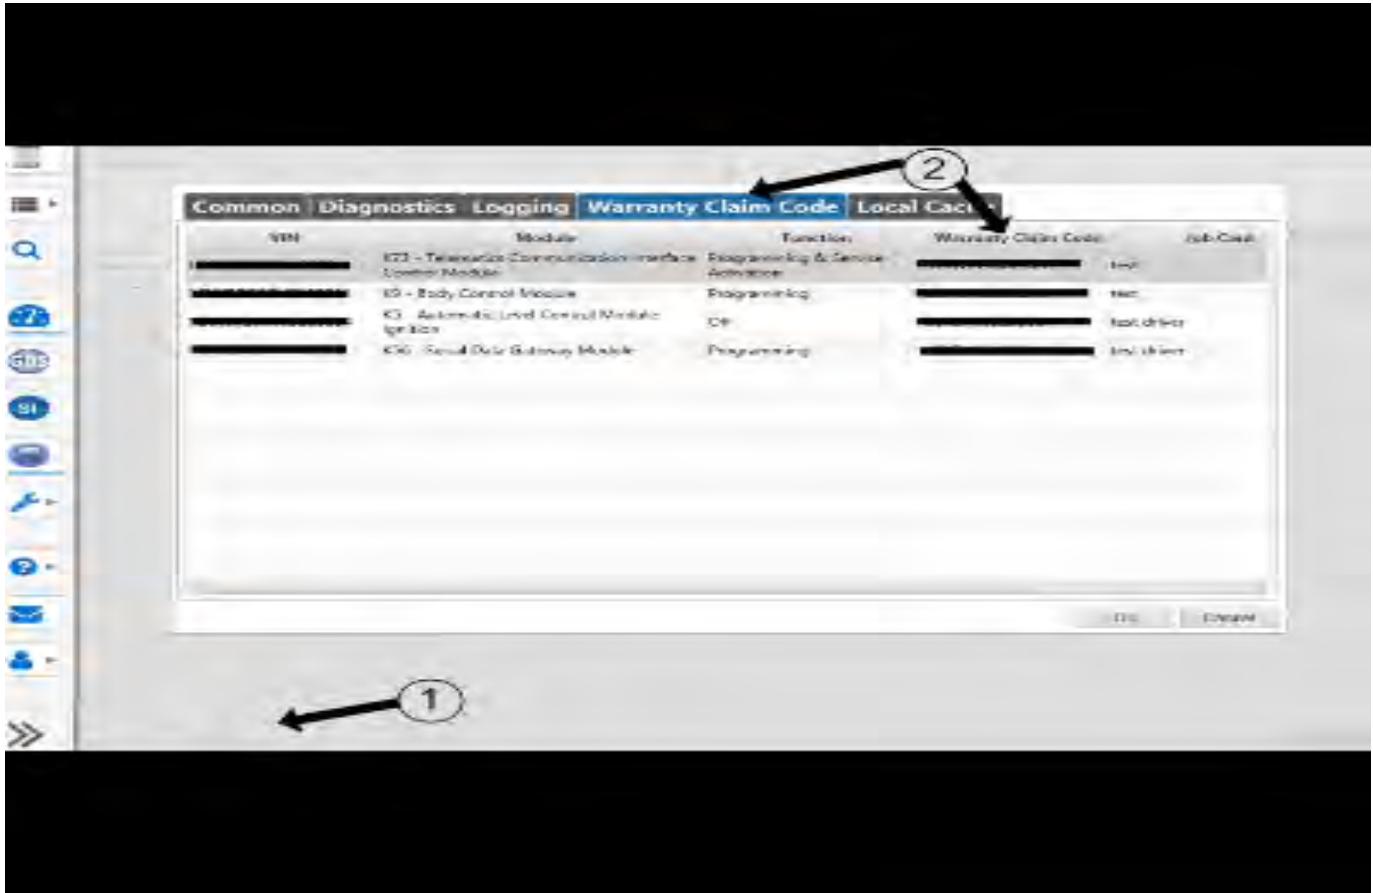 2
Common Diagnostics Logging Warranty Claim Code Local
VIN Module Function Warranty Claim Code Job Card
K73 - Telematics Communication Interface Control Module Programming & Service Activation test
K9 - Body Control Module Programming test
Automatic Level Control Module Ignition Off test driver
K56 - Serial Data Gateway Module Programming test driver
Cancel
SI
1